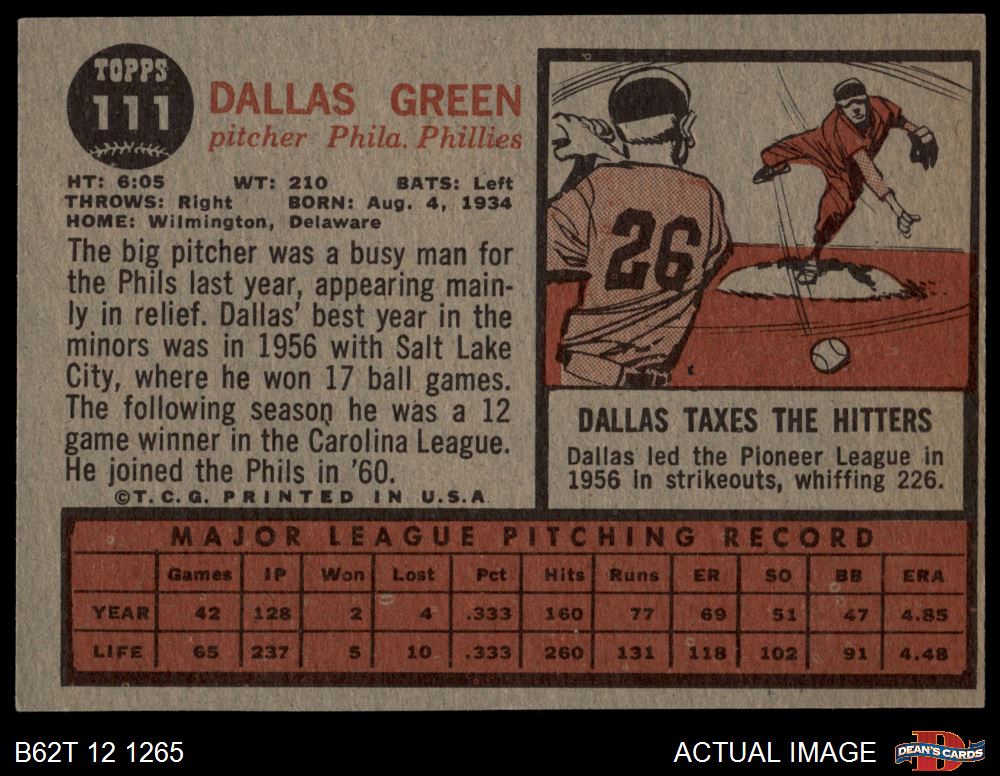 TOPPS
111
DALLAS GREEN
pitcher Phila. Phillies
HT: 6:05 WT: 210 BATS: Left
THROWS: Right BORN: Aug. 4, 1934
HOME: Wilmington, Delaware
The big pitcher was a busy man for
the Phils last year, appearing main-
ly in relief. Dallas' best year in the
minors was in 1956 with Salt Lake
City, where he won 17 ball games.
The following season he was a 12
game winner in the Carolina League.
He joined the Phils in '60.
©T.C.G. PRINTED IN U.S.A
26
DALLAS TAXES THE HITTERS
Dallas led the Pioneer League in
1956 in strikeouts, whiffing 226.
MAJOR LEAGUE PITCHING RECORD
Games IP Won Lost Pct Hits Runs ER SO BB ERA
YEAR 42 128 2 4 .333 160 77 69 51 47 4.85
LIFE 65 237 5 10 .333 260 131 118 102 91 4.48
B62T 12 1265
ACTUAL IMAGE
D
DEAN'S CARDS